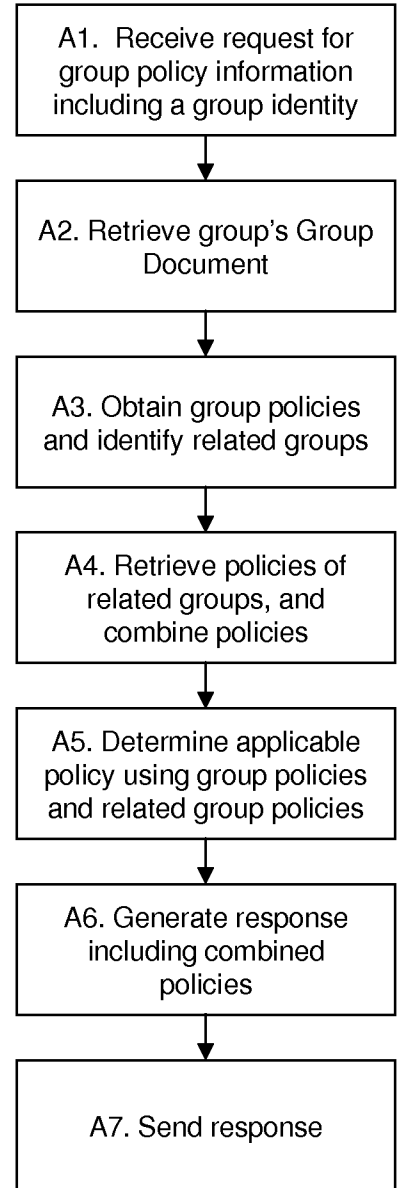 A1. Receive request for
group policy information
including a group identity
A2. Retrieve group's Group
Document
A3. Obtain group policies
and identify related groups
A4. Retrieve policies of
related groups, and
combine policies
A5. Determine applicable
policy using group policies
and related group policies
A6. Generate response
including combined
policies
A7. Send response